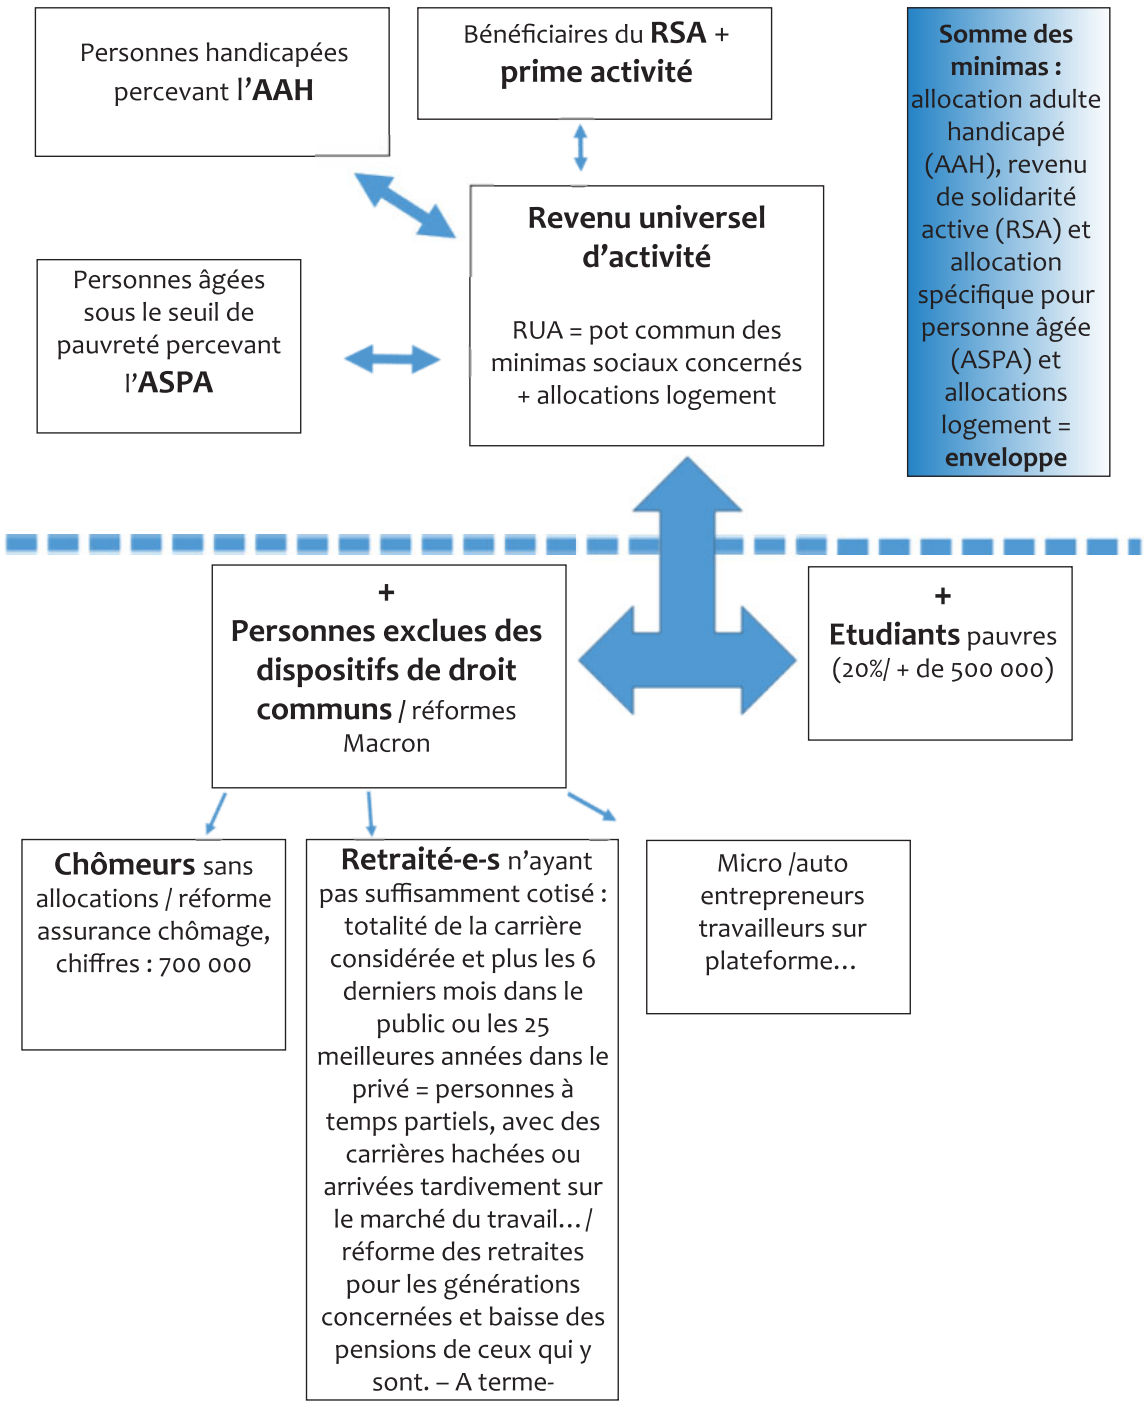 Personnes handicapées
percevant l'AAH
Bénéficiaires du RSA +
prime activité
Somme des
minimas :
allocation adulte
handicapé
(AAH), revenu
de solidarité
active (RSA) et
allocation
spécifique pour
personne âgée
(ASPA) et
allocations
logement =
enveloppe
Revenu universel
d'activité
RUA = pot commun des
minimas sociaux concernés
+ allocations logement
Personnes âgées
sous le seuil de
pauvreté percevant
l'ASPA
+
Personnes exclues des
dispositifs de droit
communs / réformes
Macron
+
Etudiants pauvres
(20%/ + de 500 000)
Chômeurs sans
allocations / réforme
assurance chômage,
chiffres : 700 000
Retraité-e-s n'ayant
pas suffisamment cotisé :
totalité de la carrière
considérée et plus les 6
derniers mois dans le
public ou les 25
meilleures années dans le
privé = personnes à
temps partiels, avec des
carrières hachées ou
arrivées tardivement sur
le marché du travail… /
réforme des retraites
pour les générations
concernées et baisse des
pensions de ceux qui y
sont. – A terme-
Micro /auto
entrepreneurs
travailleurs sur
plateforme…